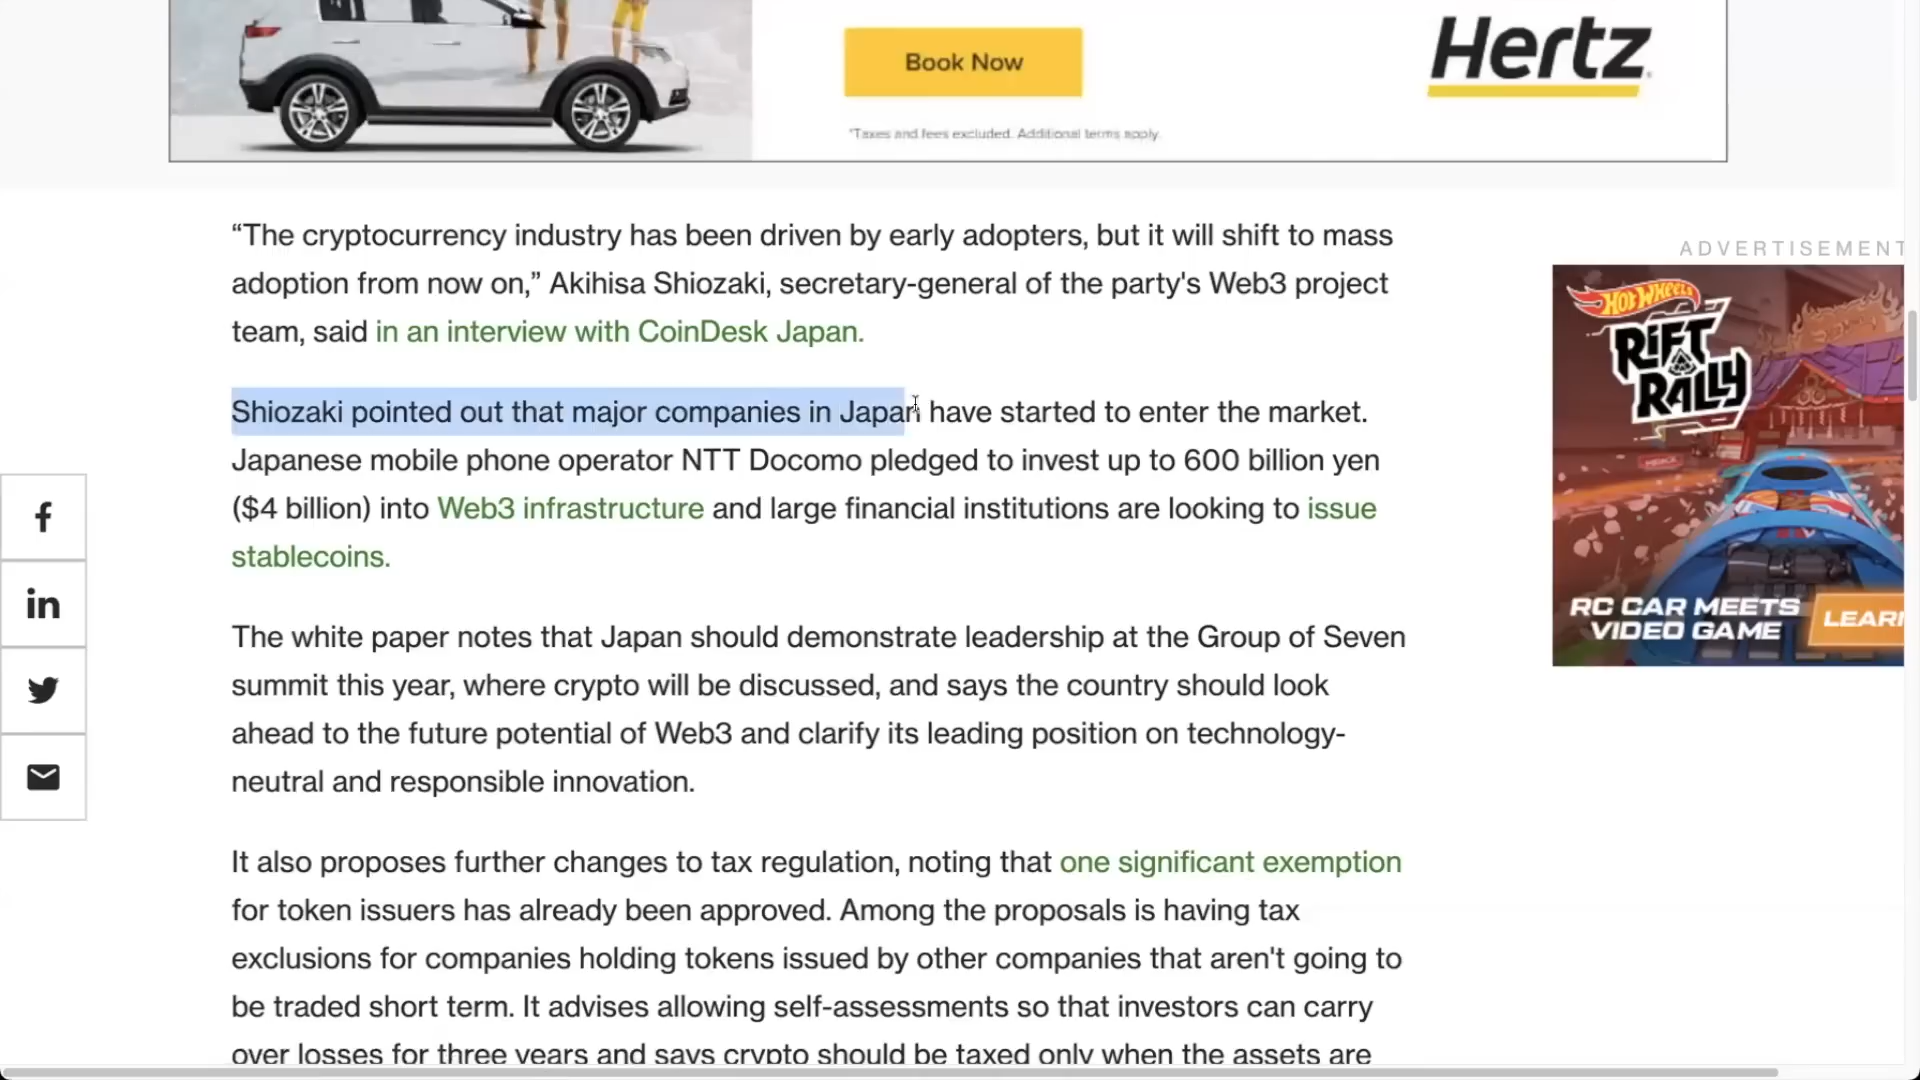 Book Now
Hertz
*Taxes and fees excluded. Additional terms apply.
“The cryptocurrency industry has been driven by early adopters, but it will shift to mass
adoption from now on,” Akihisa Shiozaki, secretary-general of the party's Web3 project
team, said in an interview with CoinDesk Japan.
Shiozaki pointed out that major companies in Japan have started to enter the market.
Japanese mobile phone operator NTT Docomo pledged to invest up to 600 billion yen
($4 billion) into Web3 infrastructure and large financial institutions are looking to issue
stablecoins.
The white paper notes that Japan should demonstrate leadership at the Group of Seven
summit this year, where crypto will be discussed, and says the country should look
ahead to the future potential of Web3 and clarify its leading position on technology-
neutral and responsible innovation.
It also proposes further changes to tax regulation, noting that one significant exemption
for token issuers has already been approved. Among the proposals is having tax
exclusions for companies holding tokens issued by other companies that aren't going to
be traded short term. It advises allowing self-assessments so that investors can carry
over losses for three years and says crypto should be taxed only when the assets are
ADVERTISEMENT
HOT WHEELS
RIFT
RALLY
RC CAR MEETS
VIDEO GAME
LEARN